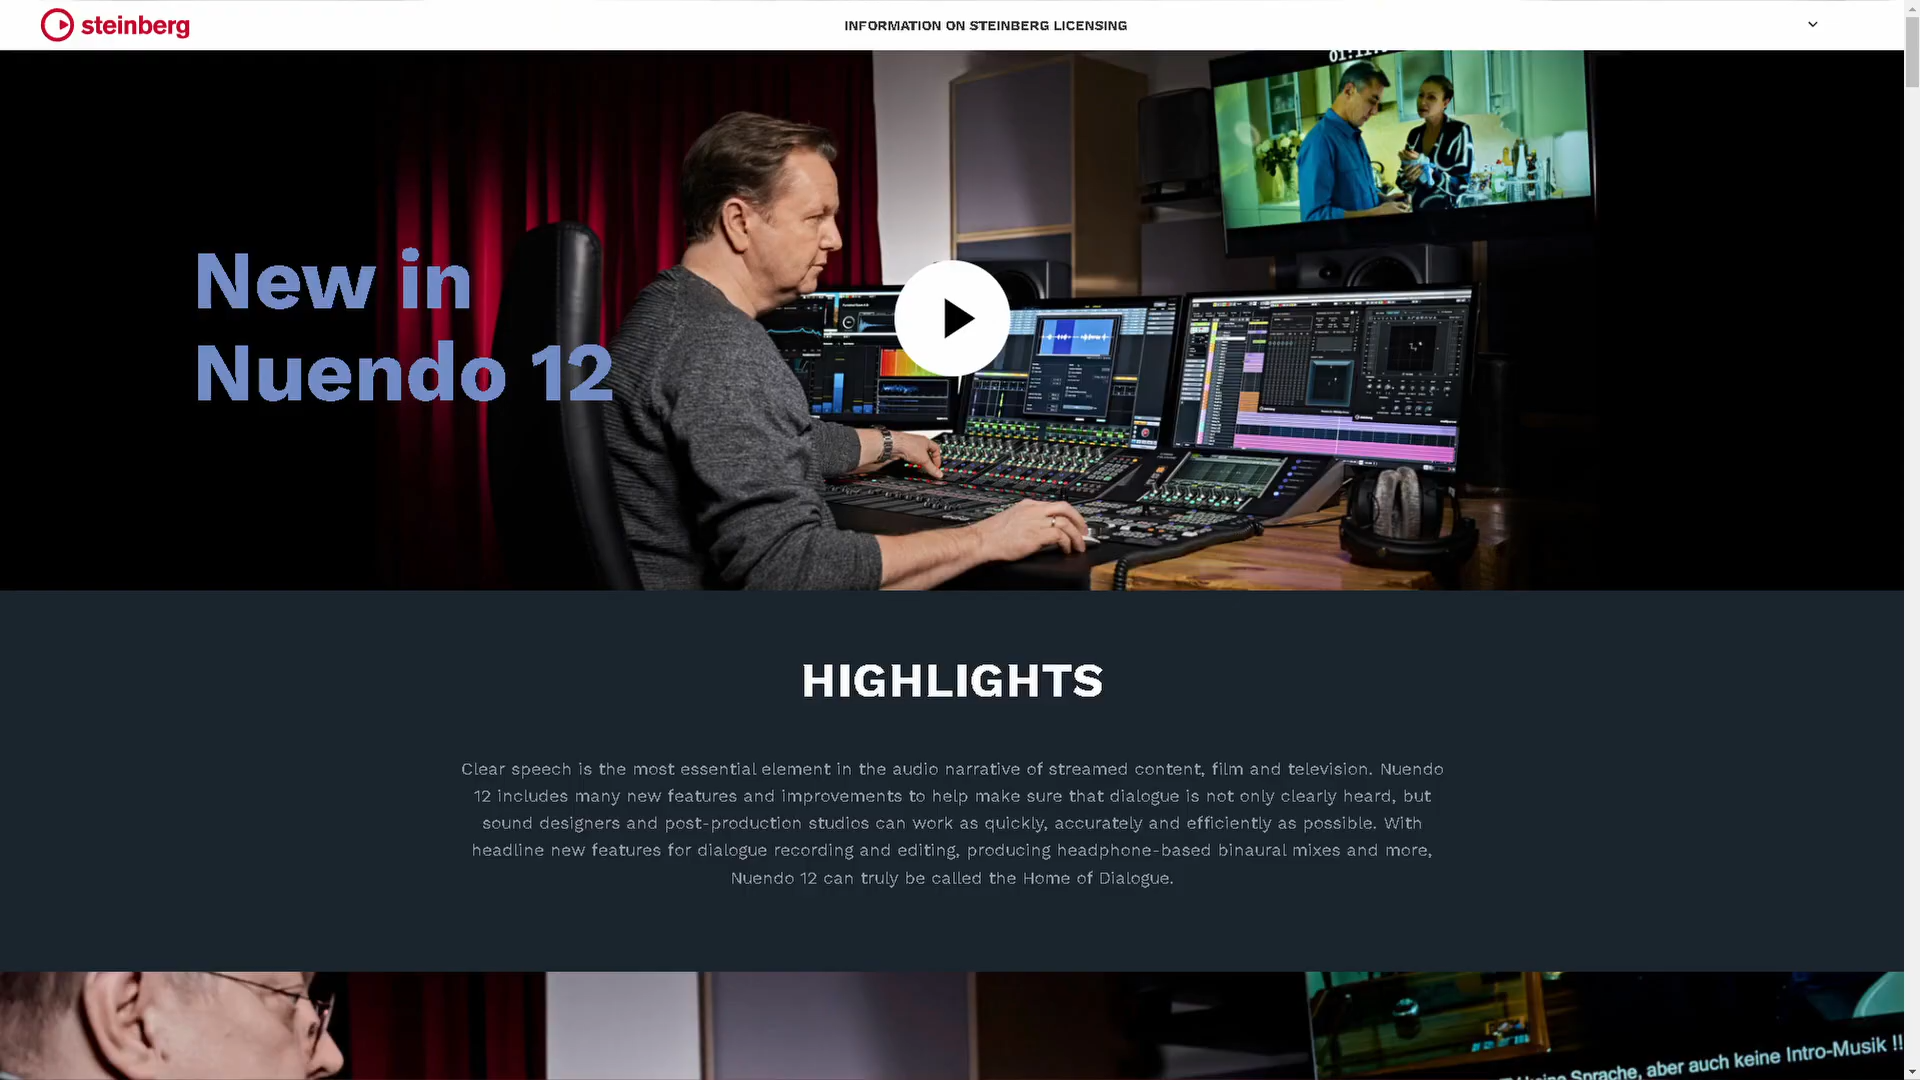 steinberg
INFORMATION ON STEINBERG LICENSING
New in
Nuendo 12
HIGHLIGHTS
Clear speech is the most essential element in the audio narrative of streamed content, film and television. Nuendo
12 includes many new features and improvements to help make sure that dialogue is not only clearly heard, but
sound designers and post-production studios can work as quickly, accurately and efficiently as possible. With
headline new features for dialogue recording and editing, producing headphone-based binaural mixes and more,
Nuendo 12 can truly be called the Home of Dialogue.
keine Sprache, aber auch keine Intro-Musik !!